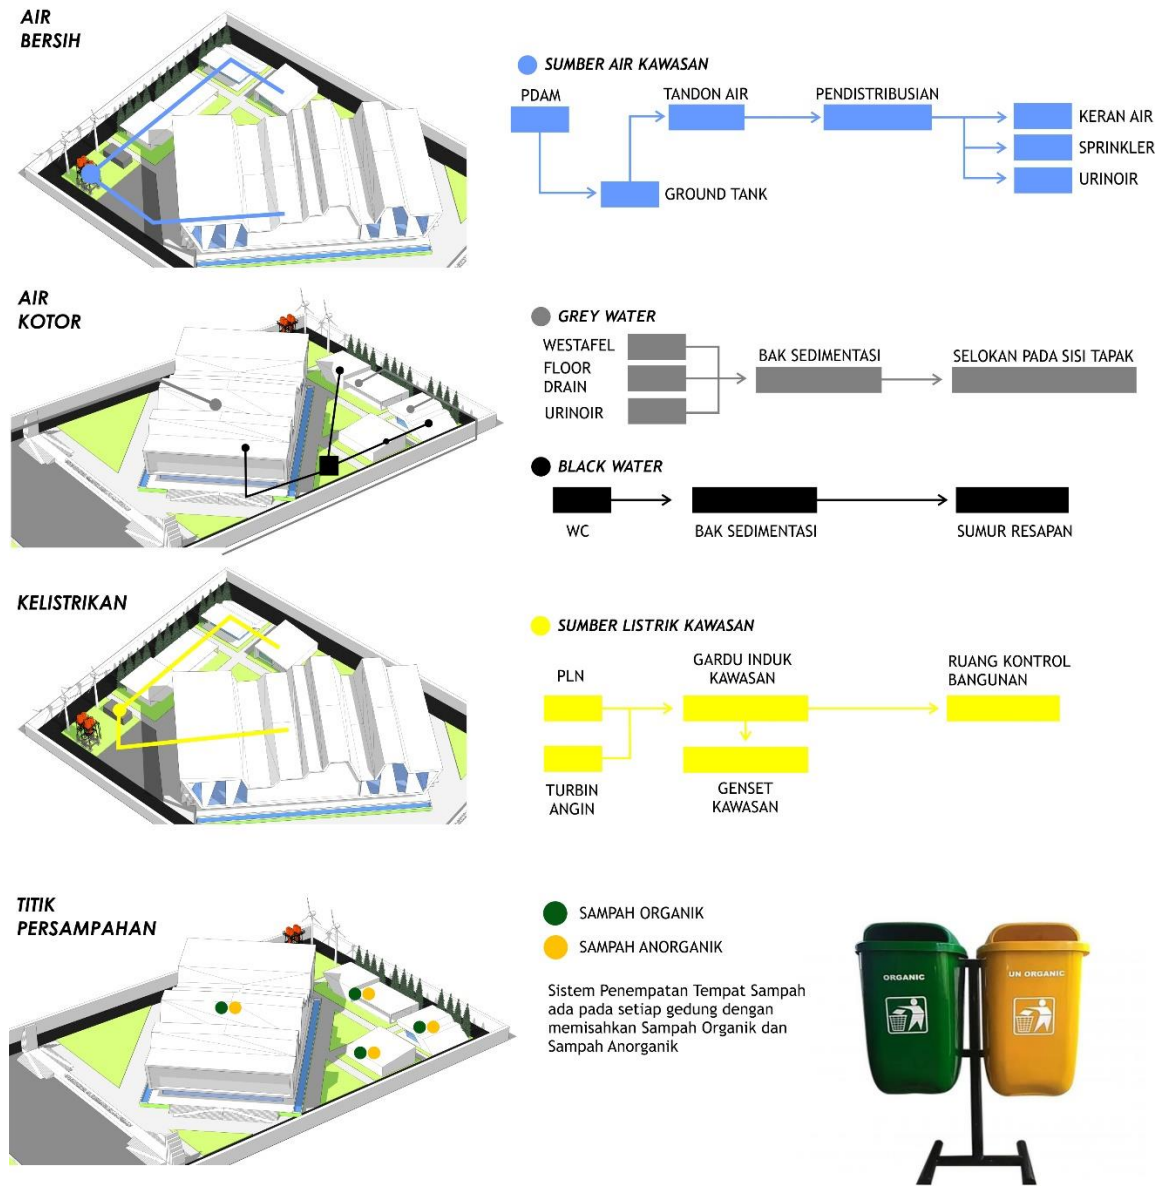 AIR
BERSIH
SUMBER AIR KAWASAN
PDAM
TANDON AIR
PENDISTRIBUSIAN
KERAN AIR
SPRINKLER
URINOIR
GROUND TANK
AIR
KOTOR
GREY WATER
WESTAFEL
FLOOR
DRAIN
URINOIR
BAK SEDIMENTASI
SELOKAN PADA SISI TAPAK
BLACK WATER
WC
BAK SEDIMENTASI
SUMUR RESAPAN
KELISTRIKAN
SUMBER LISTRIK KAWASAN
PLN
GARDU INDUK
KAWASAN
RUANG KONTROL
BANGUNAN
TURBIN
ANGIN
GENSET
KAWASAN
TITIK
PERSAMPAHAN
SAMPAH ORGANIK
SAMPAH ANORGANIK
Sistem Penempatan Tempat Sampah
ada pada setiap gedung dengan
memisahkan Sampah Organik dan
Sampah Anorganik
ORGANIC
UN ORGANIC